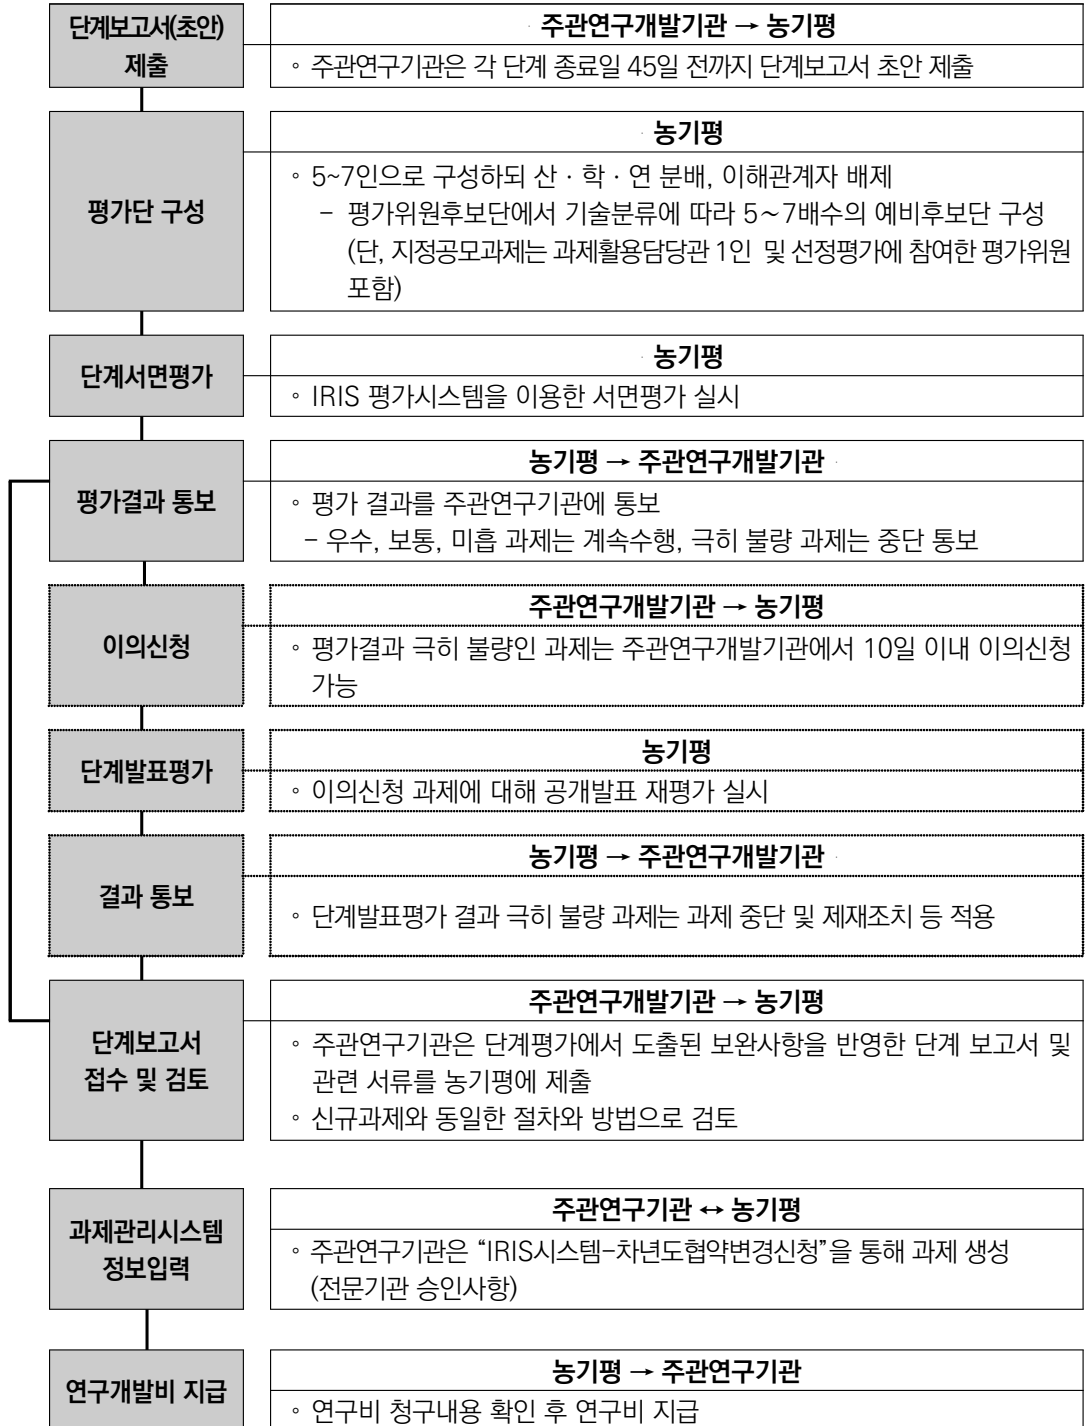 단계보고서(초안)
제출
주관연구개발기관 → 농기평
◦ 주관연구기관은 각 단계 종료일 45일 전까지 단계보고서 초안 제출
평가단 구성
농기평
◦ 5~7인으로 구성하되 산ㆍ학ㆍ연 분배, 이해관계자 배제
- 평가위원후보단에서 기술분류에 따라 5∼7배수의 예비후보단 구성
(단, 지정공모과제는 과제활용담당관 1인 및 선정평가에 참여한 평가위원
포함)
단계서면평가
농기평
◦ IRIS 평가시스템을 이용한 서면평가 실시
평가결과 통보
농기평 → 주관연구개발기관
◦ 평가 결과를 주관연구기관에 통보
- 우수, 보통, 미흡 과제는 계속수행, 극히 불량 과제는 중단 통보
이의신청
주관연구개발기관 → 농기평
◦ 평가결과 극히 불량인 과제는 주관연구개발기관에서 10일 이내 이의신청
가능
단계발표평가
농기평
◦ 이의신청 과제에 대해 공개발표 재평가 실시
결과 통보
농기평 → 주관연구개발기관
◦ 단계발표평가 결과 극히 불량 과제는 과제 중단 및 제재조치 등 적용
단계보고서
접수 및 검토
주관연구개발기관 → 농기평
◦ 주관연구기관은 단계평가에서 도출된 보완사항을 반영한 단계 보고서 및
관련 서류를 농기평에 제출
◦ 신규과제와 동일한 절차와 방법으로 검토
과제관리시스템
정보입력
주관연구기관 ↔ 농기평
◦ 주관연구기관은 “IRIS시스템-차년도협약변경신청”을 통해 과제 생성
(전문기관 승인사항)
연구개발비 지급
농기평 → 주관연구기관
◦ 연구비 청구내용 확인 후 연구비 지급